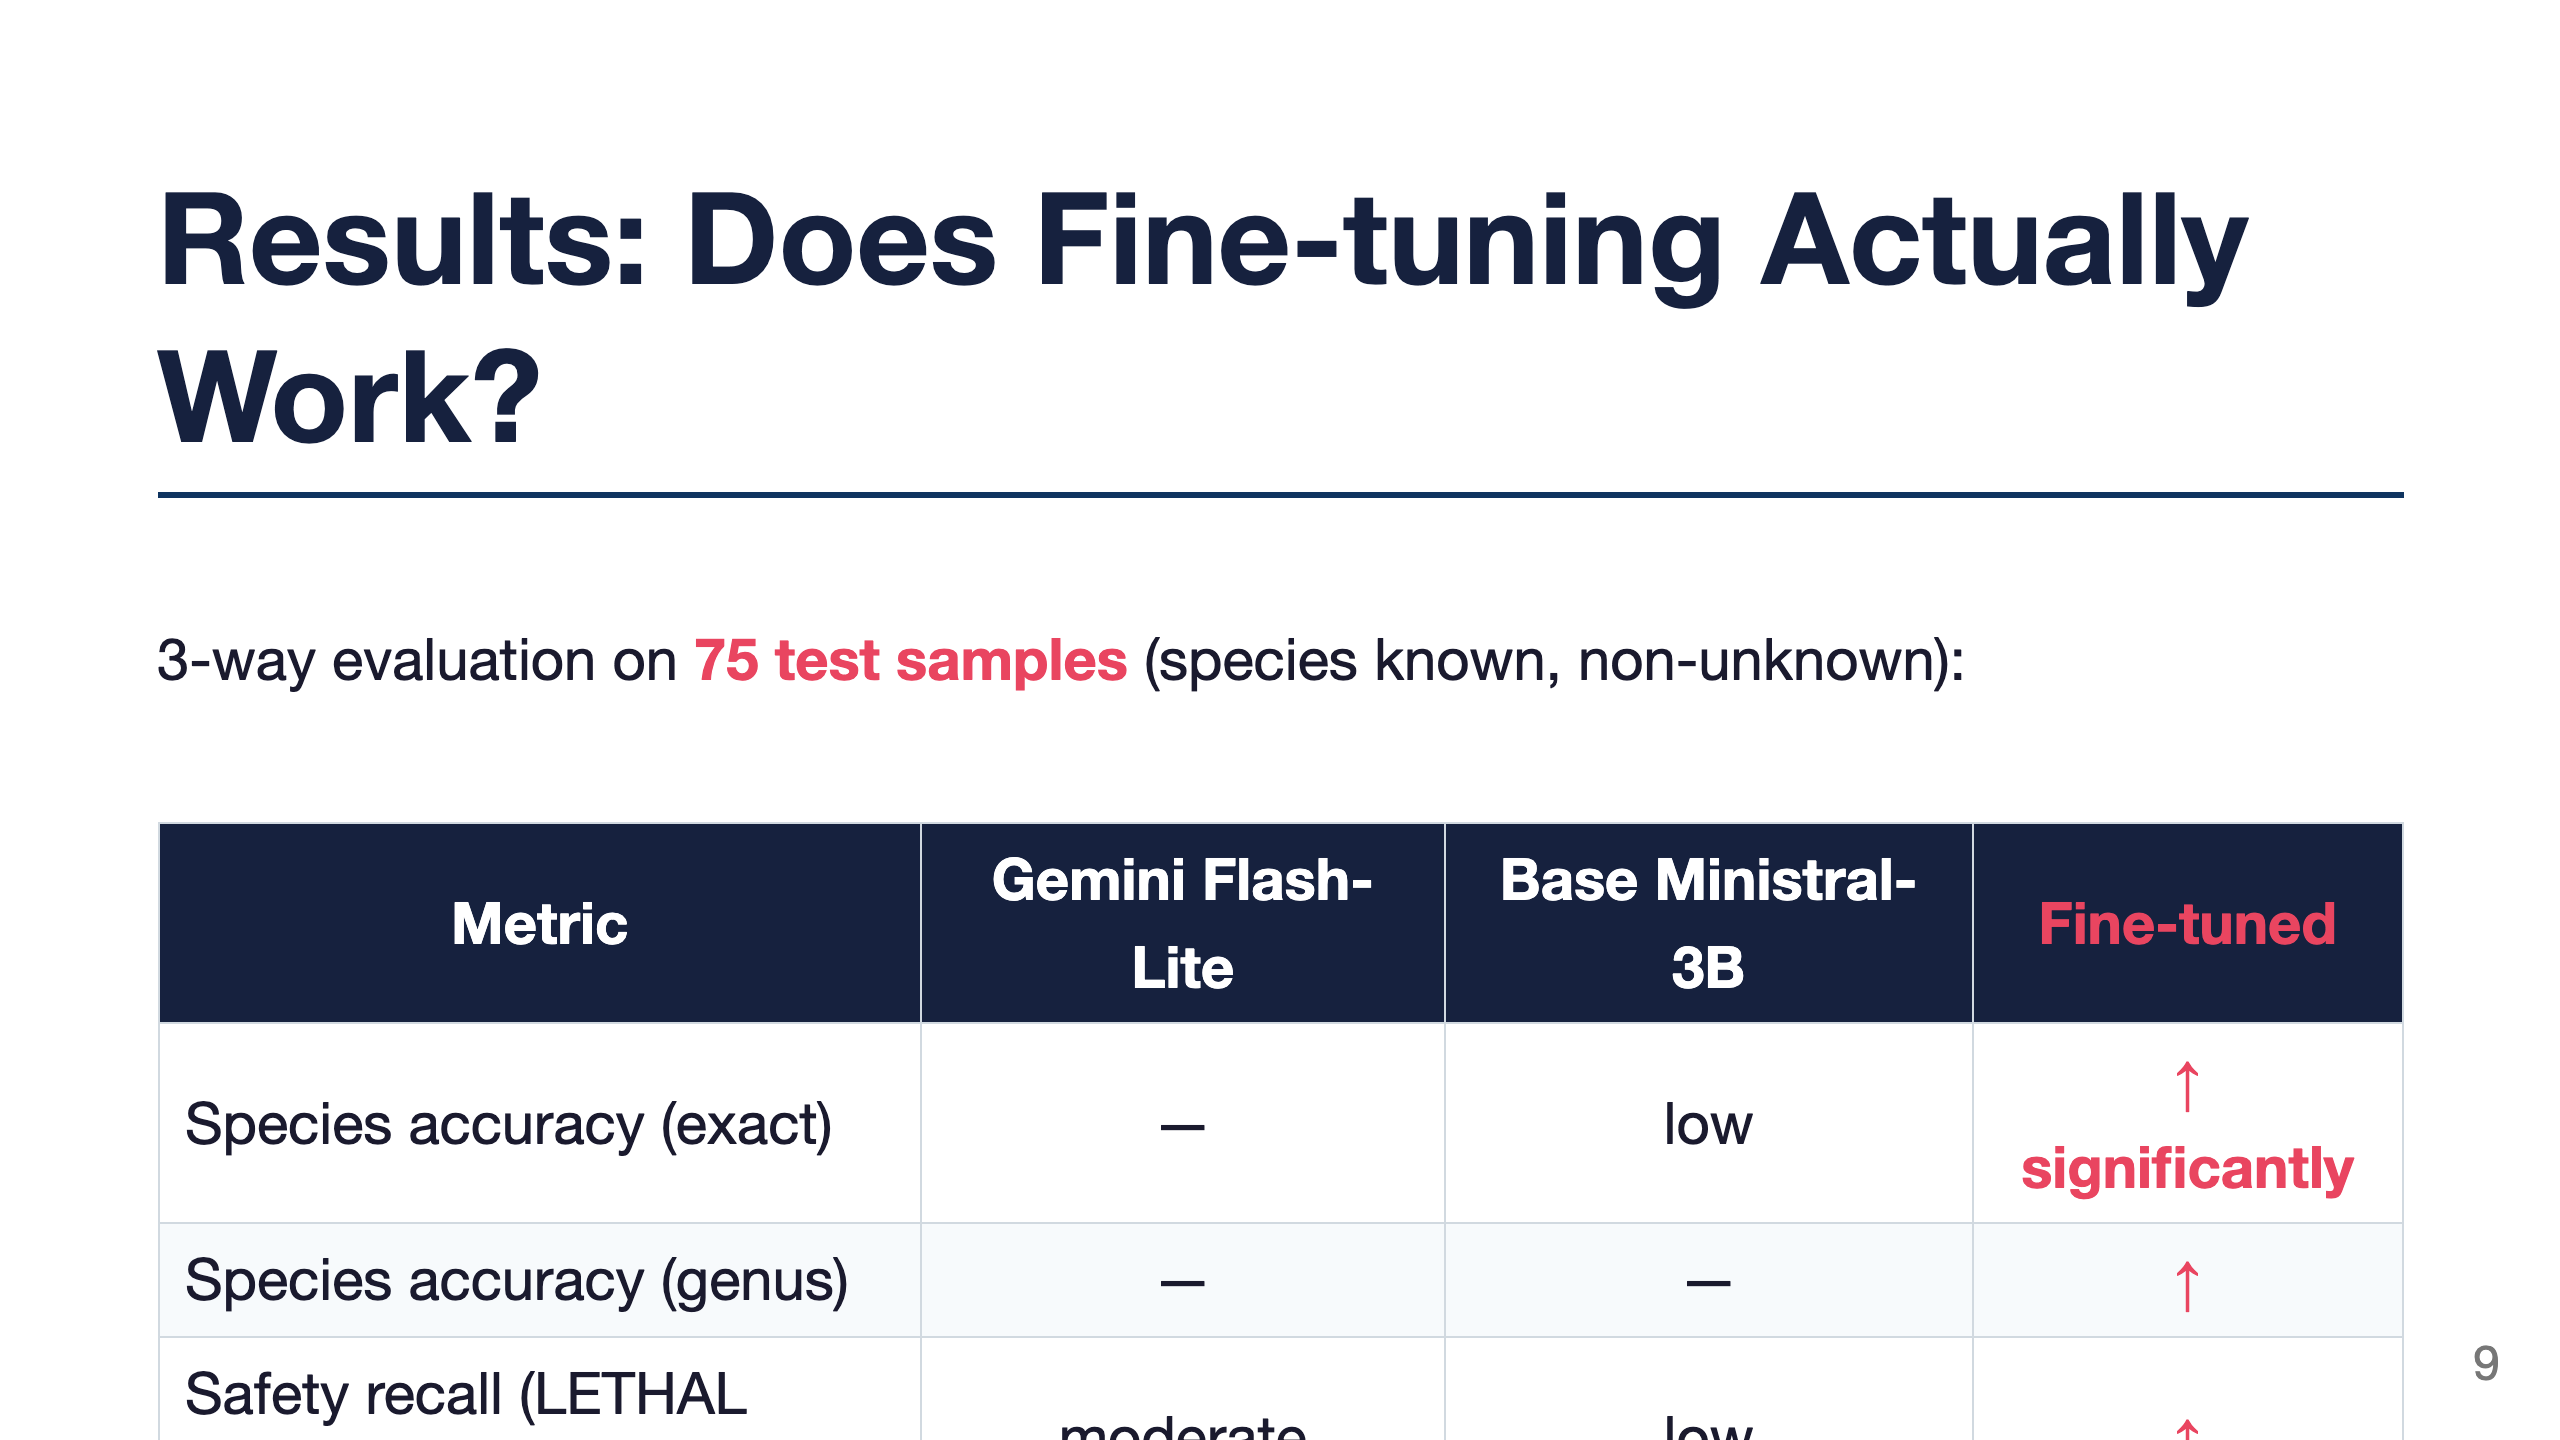 Results: Does Fine-tuning Actually
Work?
3-way evaluation on 75 test samples (species known, non-unknown):
Metric
Gemini Flash-
Lite
Base Ministral-
3B
Fine-tuned
Species accuracy (exact)
—
low
↑
significantly
Species accuracy (genus)
—
—
↑
Safety recall (LETHAL
moderate
low
↑
9